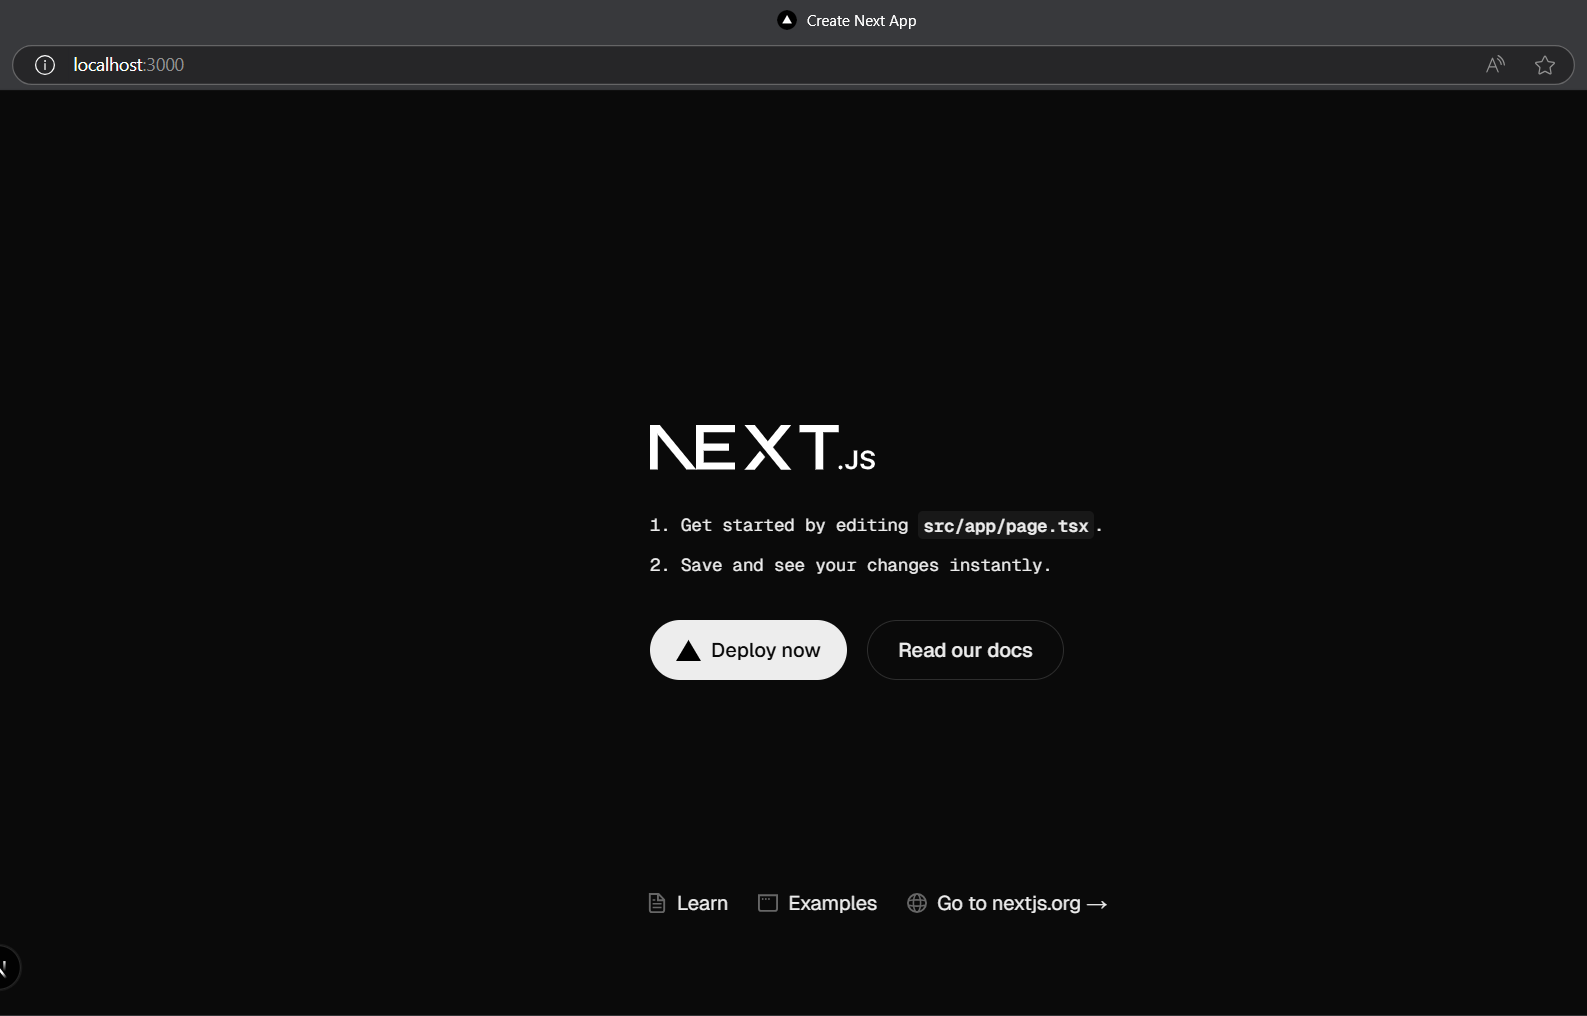 Create Next App
localhost:3000
NEXT.JS
1. Get started by editing src/app/page.tsx.
2. Save and see your changes instantly.
Deploy now Read our docs
Learn Examples Go to nextjs.org →